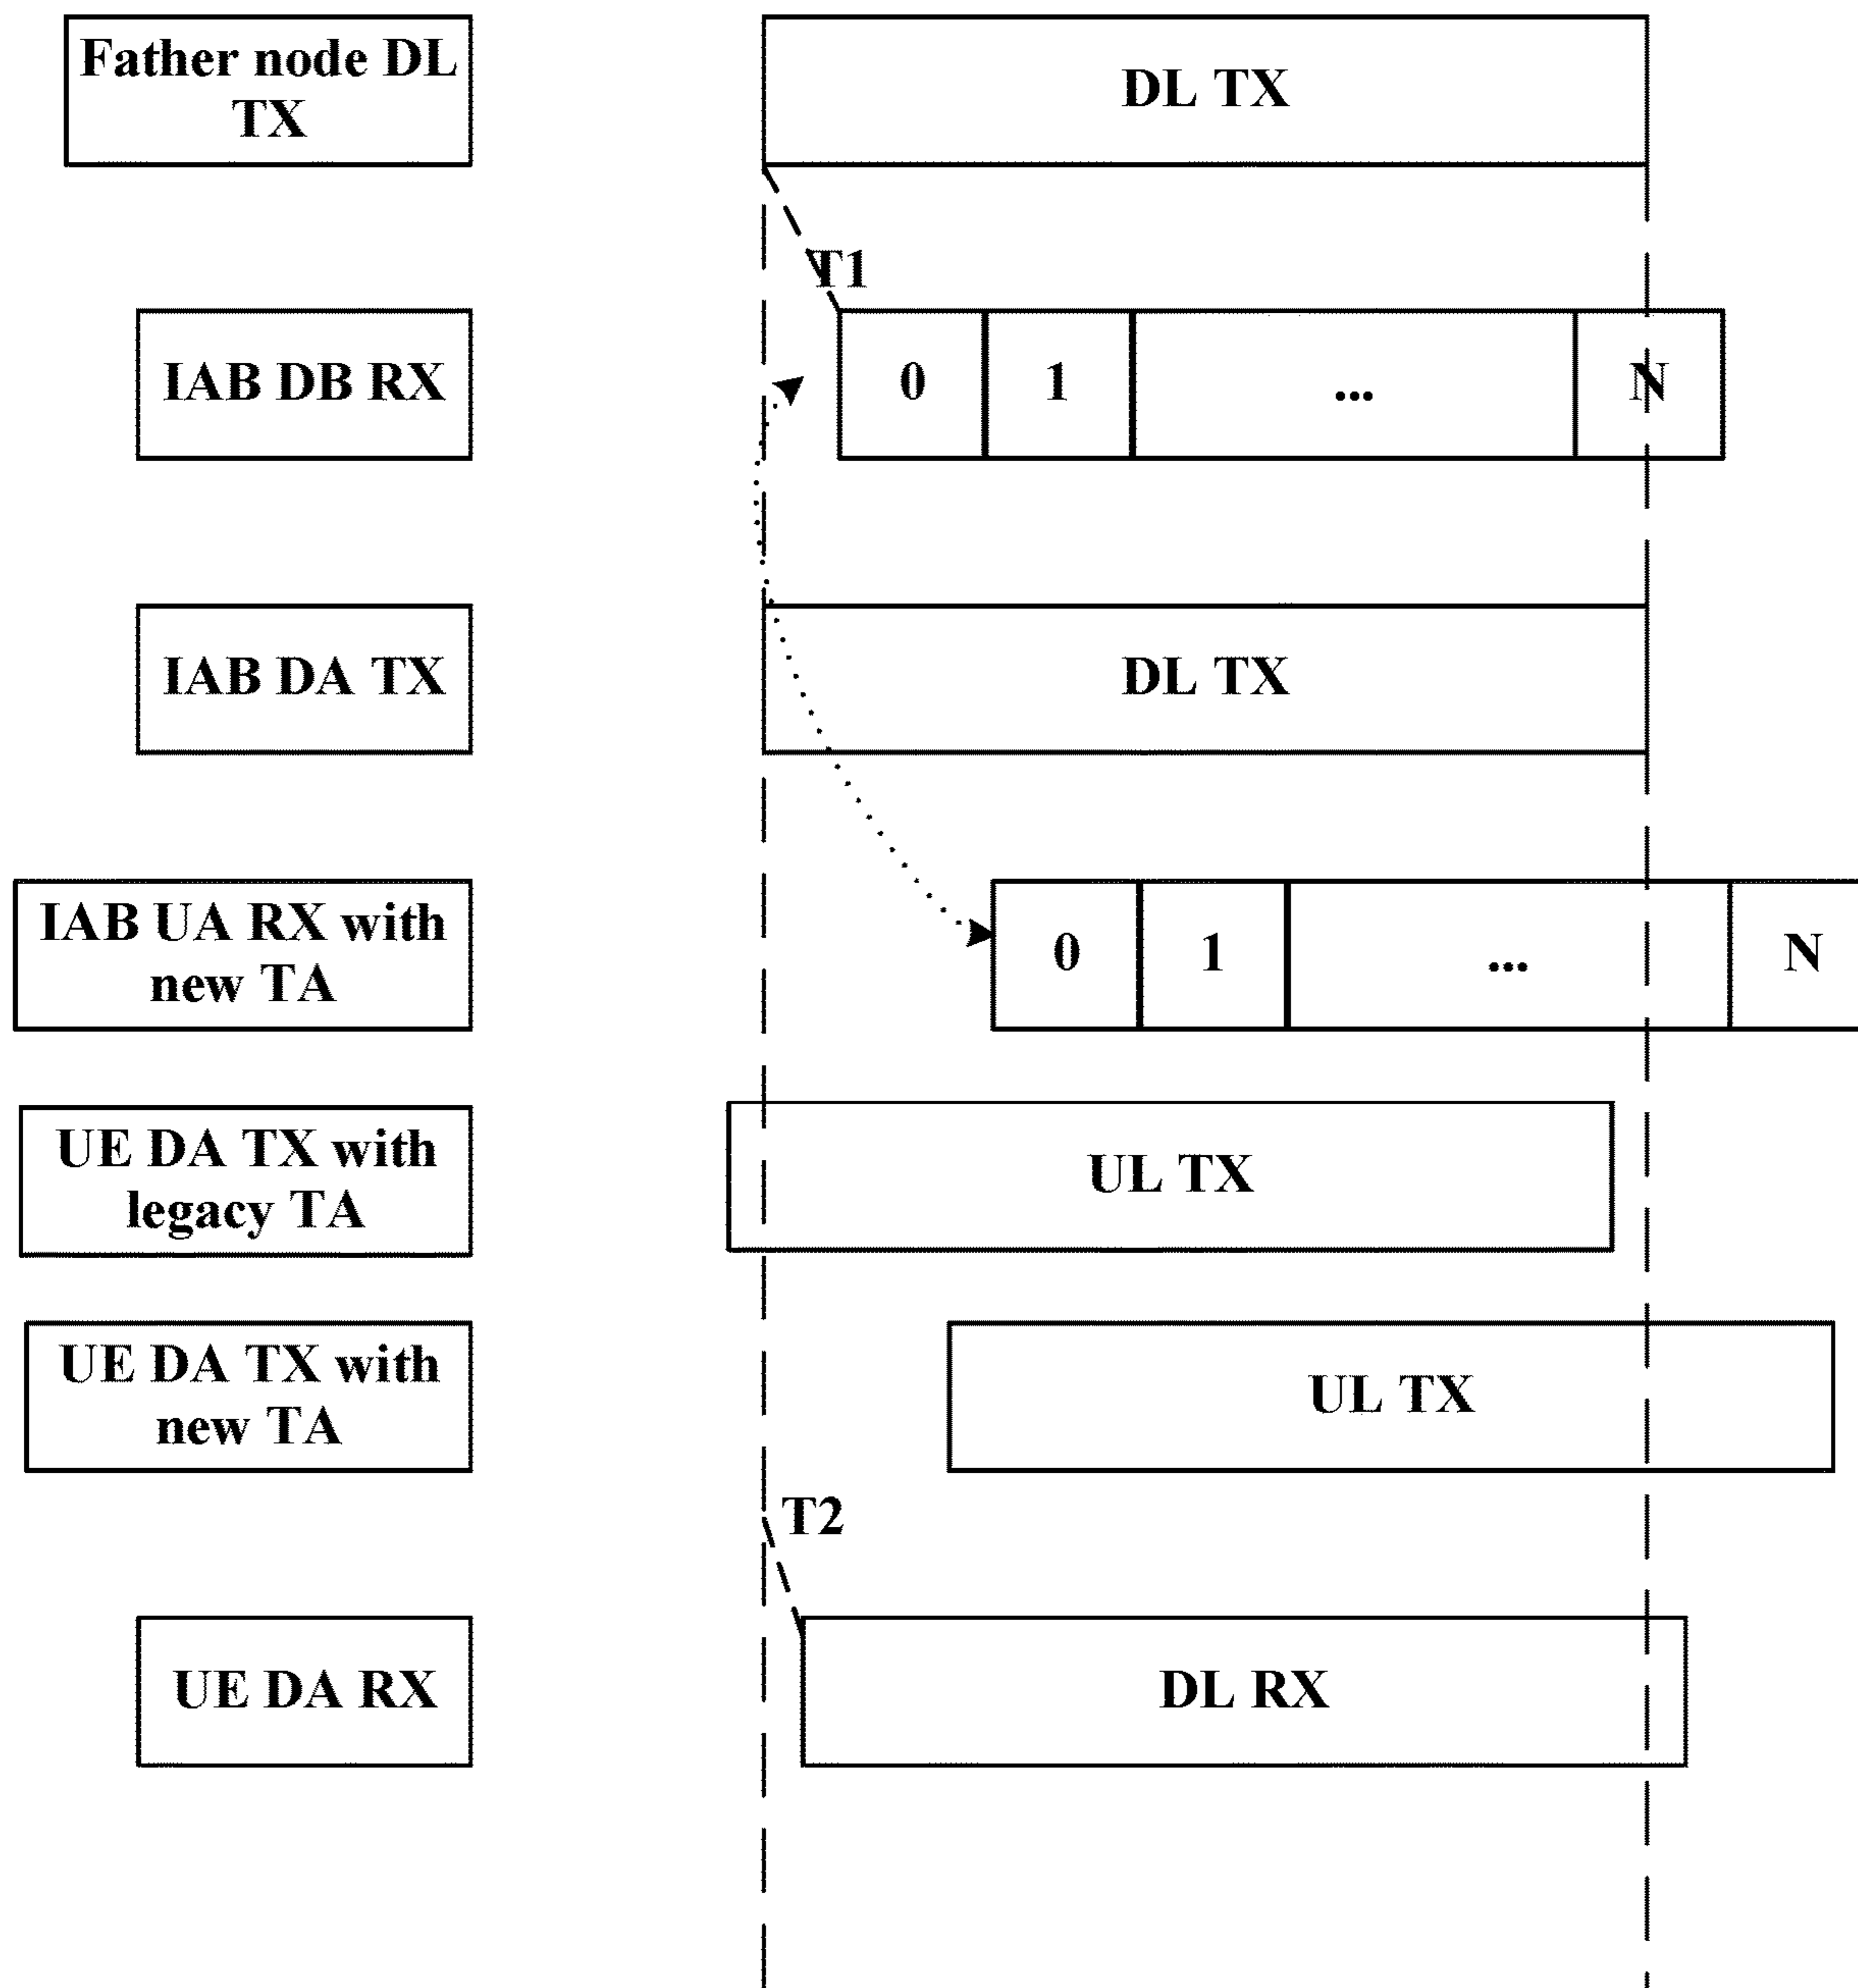 Father node DL
TX
DL TX
T1
IAB DB RX
0 1 ... N
IAB DA TX
DL TX
IAB UA RX with
new TA
0 1 ... N
UE DA TX with
legacy TA
UL TX
UE DA TX with
new TA
UL TX
T2
UE DA RX
DL RX